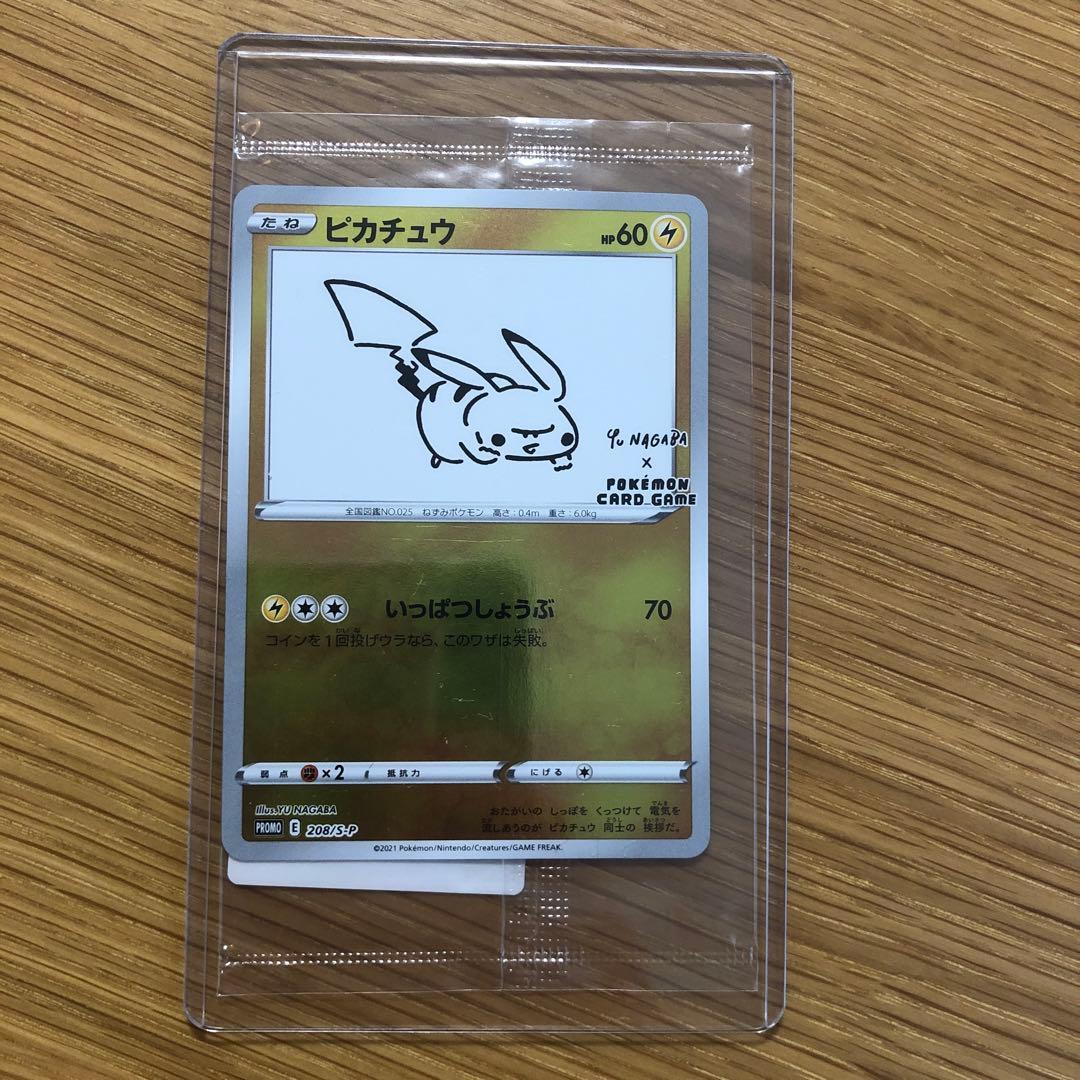 たね ピカチュウ HP60
Yu NAGABA
×
POKÉMON
CARD GAME
全国図鑑NO.025 ねずみポケモン 高さ:0.4m 重さ:6.0kg
いっぱつしょうぶ 70
コインを1回投げウラなら、このワザは失敗。
弱点 ×2 抵抗力 にげる
Illus.YU NAGABA
PROMO E 208/S-P
おたがいの しっぽを くっつけて 電気を
流しあうのが ピカチュウ 同士の 挨拶だ。
©2021 Pokémon/Nintendo/Creatures/GAME FREAK.